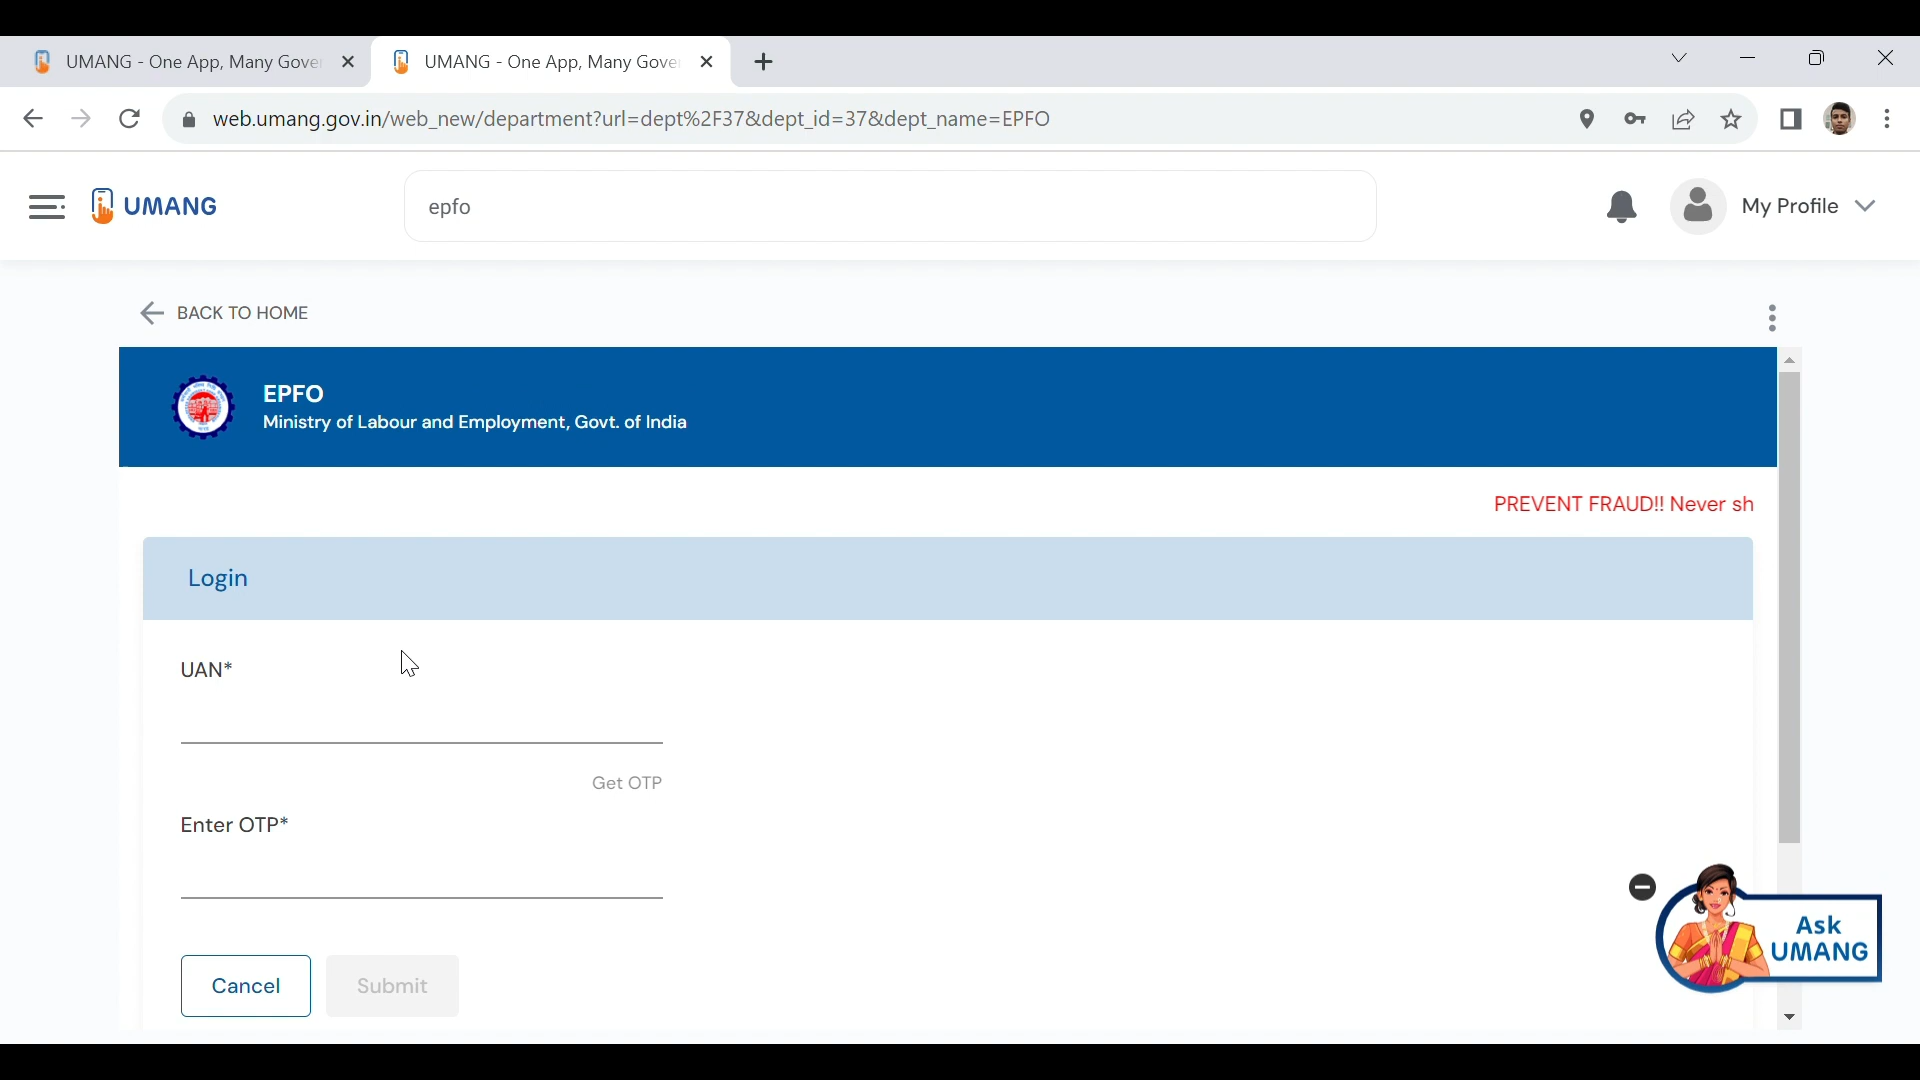 UMANG - One App, Many Gove
UMANG - One App, Many Gove
web.umang.gov.in/web_new/department?url=dept%2F37&dept_id=37&dept_name=EPFO
UMANG
epfo
My Profile
BACK TO HOME
EPFO
Ministry of Labour and Employment, Govt. of India
PREVENT FRAUD!! Never sh
Login
UAN*
Get OTP
Enter OTP*
Cancel
Submit
Ask
UMANG